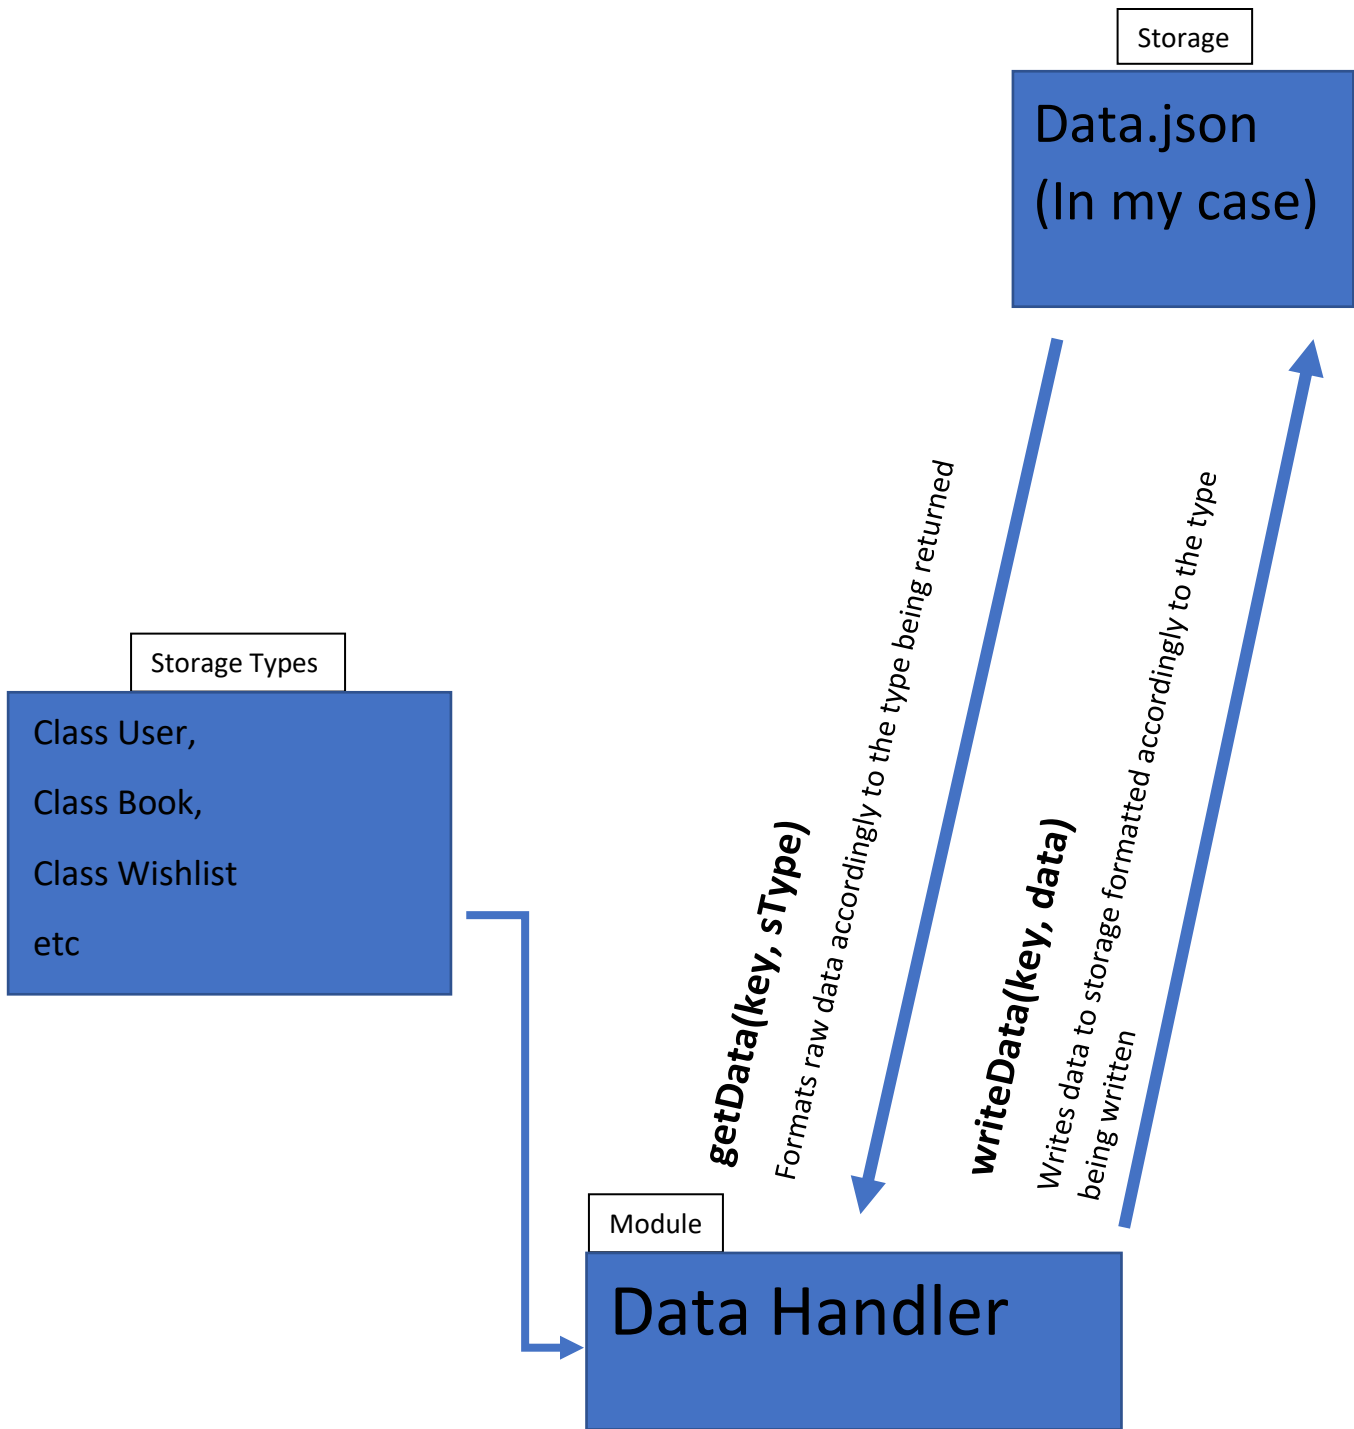 Storage
Data.json
(In my case)
Storage Types
Class User,
Class Book,
Class Wishlist
etc
getData(key, sType)
Formats raw data accordingly to the type being returned
writeData(key, data)
Writes data to storage formatted accordingly to the type
being written
Module
Data Handler